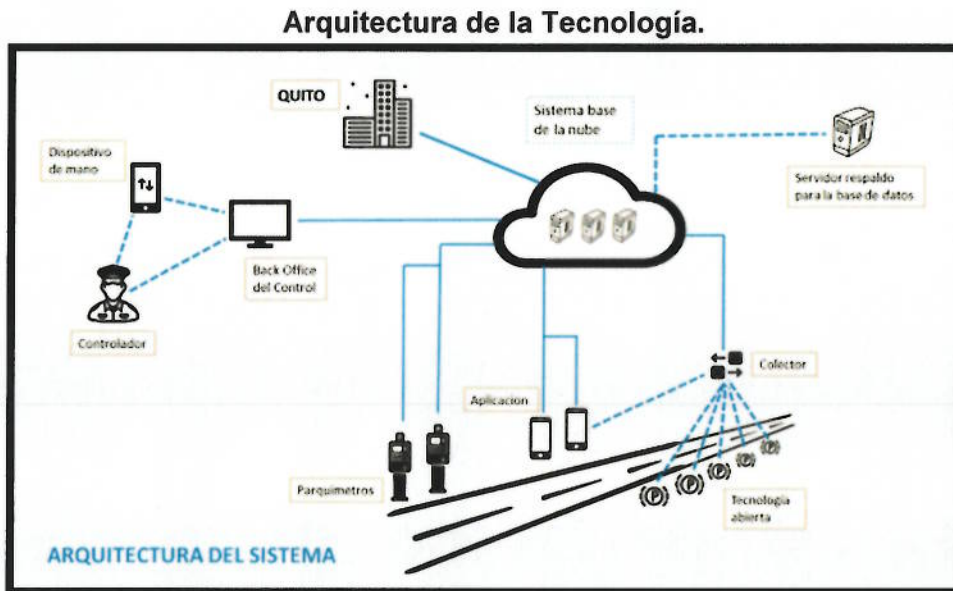 Arquitectura de la Tecnología.
QUITO
Sistema base
de la nube
Dispositivo
de mano
Servidor respaldo
para la base de datos
Back Office
del Control
Controlador
Colector
Aplicacion
Parquimetros
Tecnología
abierta
P
P
P
P
P
ARQUITECTURA DEL SISTEMA